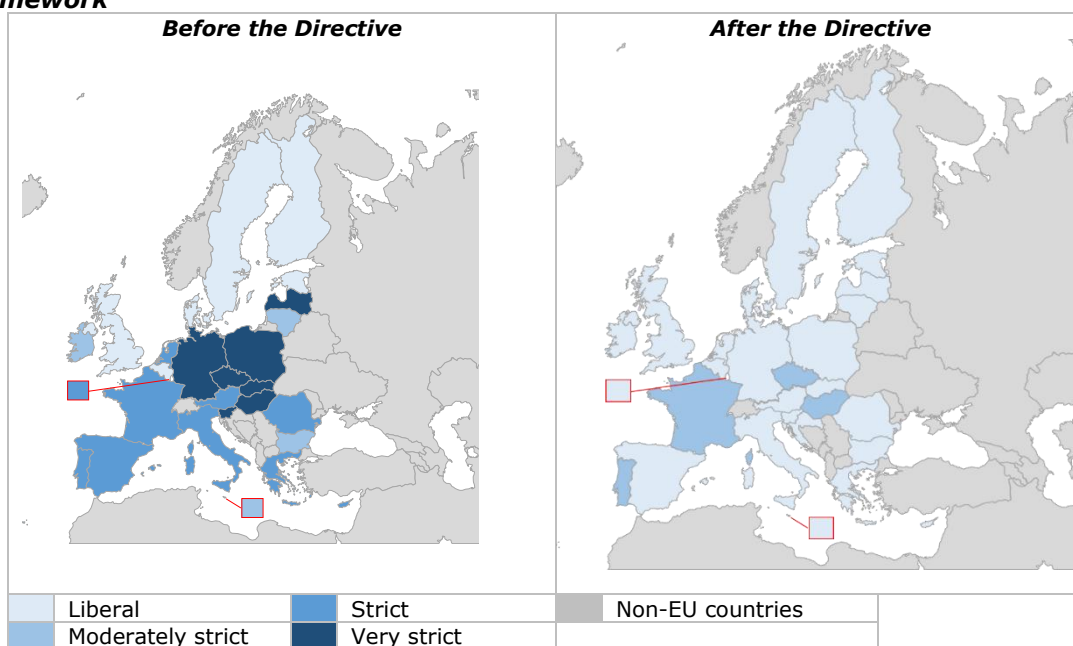 Before the Directive
After the Directive
Liberal
Strict
Non-EU countries
Moderately strict
Very strict